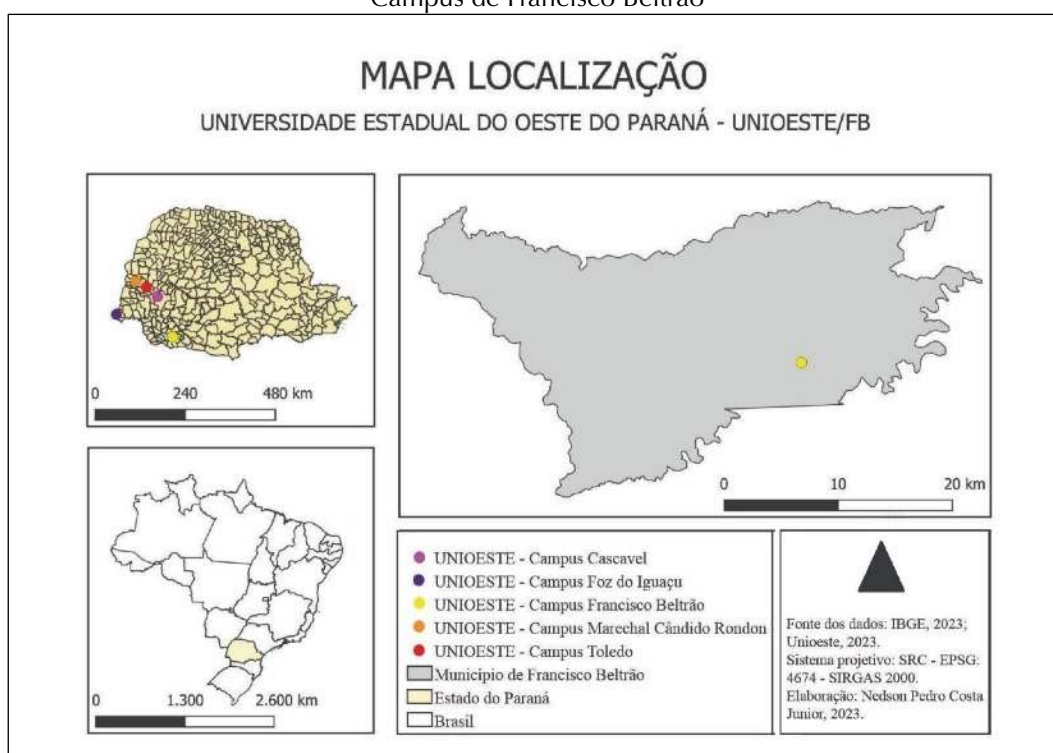 Campus de Francisco Beltrão
MAPA LOCALIZAÇÃO
UNIVERSIDADE ESTADUAL DO OESTE DO PARANÁ - UNIOESTE/FB
0 240 480 km
0 10 20 km
0 1.300 2.600 km
UNIOESTE - Campus Cascavel
UNIOESTE - Campus Foz do Iguaçu
UNIOESTE - Campus Francisco Beltrão
UNIOESTE - Campus Marechal Cândido Rondon
UNIOESTE - Campus Toledo
Município de Francisco Beltrão
Estado do Paraná
Brasil
Fonte dos dados: IBGE, 2023;
Unioeste, 2023.
Sistema projetivo: SRC - EPSG:
4674 - SIRGAS 2000.
Elaboração: Nedson Pedro Costa
Junior, 2023.